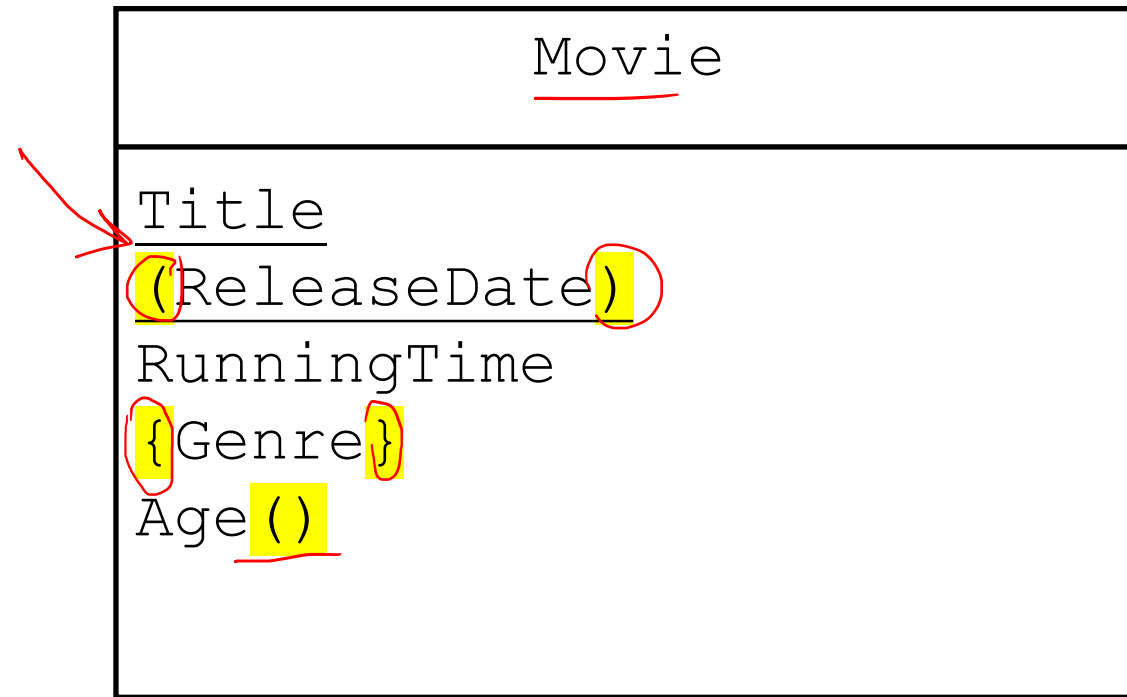 Movie
Title
(ReleaseDate)
RunningTime
{Genre}
Age()